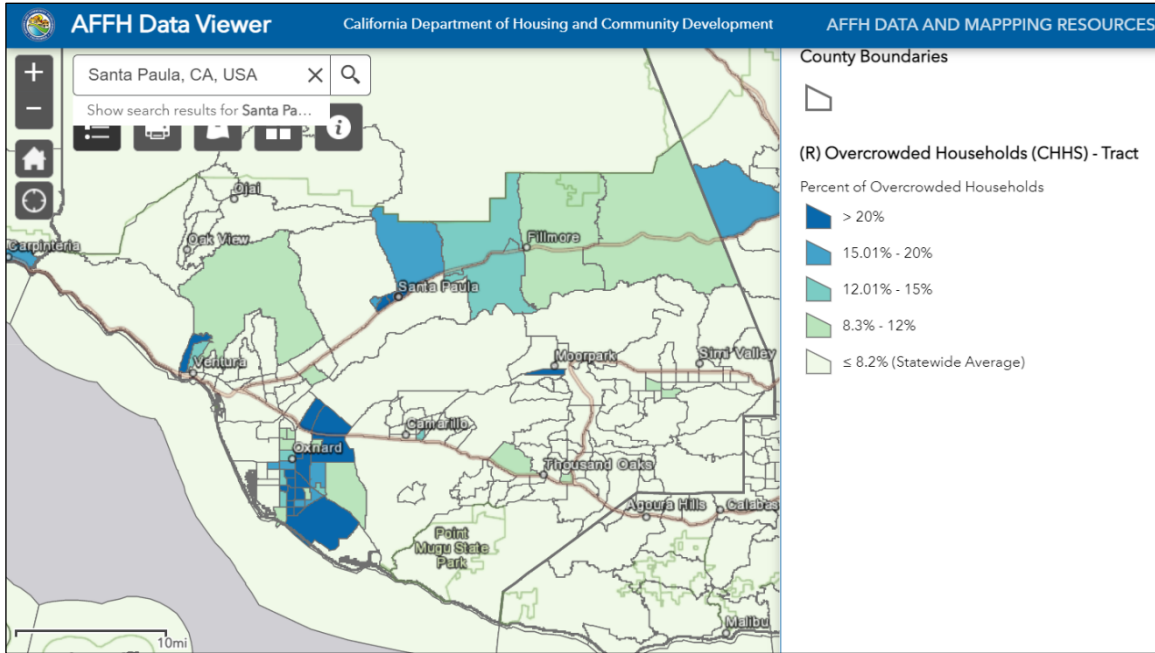 AFFH Data Viewer
California Department of Housing and Community Development
AFFH DATA AND MAPPPING RESOURCES
+
Santa Paula, CA, USA
−
Show search results for Santa Pa...
Ojai
Oak View
Carpinteria
Fillmore
Santa Paula
Ventura
Moorpark
Simi Valley
Camarillo
Oxnard
Thousand Oaks
Agoura Hills
Calabas
Point
Mugu State
Park
Malibu
10mi
County Boundaries
(R) Overcrowded Households (CHHS) - Tract
Percent of Overcrowded Households
> 20%
15.01% - 20%
12.01% - 15%
8.3% - 12%
≤ 8.2% (Statewide Average)